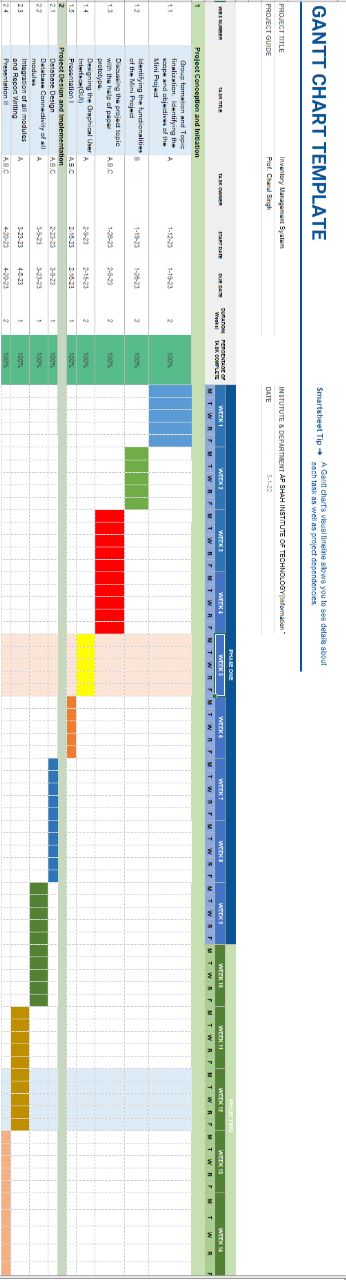 GANTT CHART TEMPLATE
Smartsheet Tip ➔ A Gantt chart's visual timeline allows you to see details about
each task as well as project dependencies.
PROJECT TITLE Inventory Management System INSTITUTE & DEPARTMENT AP SHAH INSTITUTE OF TECHNOLOGY(Information
PROJECT GUIDE Prof. Charul Singh DATE
PHASE ONE PHASE TWO
WBS NUMBER TASK TITLE TASK OWNER START DATE DUE DATE DURATION( Weeks) PERCENTAGE OF TASK COMPLETE WEEK 1 WEEK 2 WEEK 3 WEEK 4 WEEK 5 WEEK 6 WEEK 7 WEEK 8 WEEK 9 WEEK 10 WEEK 11 WEEK 12 WEEK 13 WEEK 14
M T W R F M T W R F M T W R F M T W R F M T W R F M T W R F M T W R F M T W R F M T W R F M T W R F M T W R F M T W R F M T W R F M T W R F
1 Project Conception and Initiation
Group formation and Topic
finalization. Identifying the
scope and objectives of the
Mini Project
1.1 A 1-12-23 1-19-23 2 100%
Identifying the functionalities
of the Mini Project
1.2 B 1-19-23 1-26-23 2 100%
Discussing the project topic
with the help of paper
prototype.
1.3 A,B,C 1-26-23 2-9-23 2 100%
Designing the Graphical User
Interface(GUI)
1.4 A 2-9-23 2-15-23 2 100%
1.5 Presentation I A,B,C 2-16-23 2-16-23 1 100%
2 Project Design and Implementation
2.1 Database Design A,B,C 2-23-23 3-9-23 1 100%
Database Connectivity of all
modules
2.2 A 3-9-23 3-23-23 1 100%
Integration of all modules
and Report Writing
2.3 A 3-23-23 4-6-23 1 100%
2.4 Presentation II A,B,C 4-20-23 4-20-23 2 100%